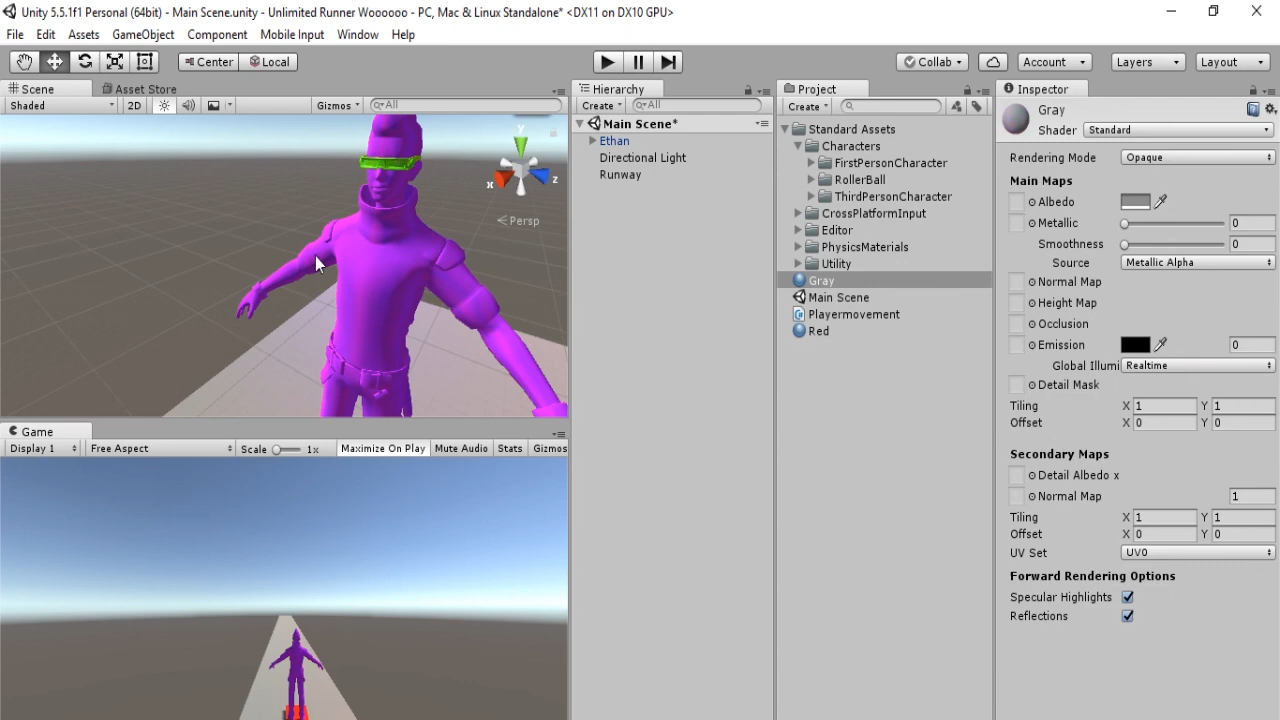 Unity 5.5.1f1 Personal (64bit) - Main Scene.unity - Unlimited Runner Woooooo - PC, Mac & Linux Standalone* <DX11 on DX10 GPU>
File Edit Assets GameObject Component Mobile Input Window Help
Center Local Collab Account Layers Layout
Scene Asset Store
Shaded 2D Gizmos All
y
x
z
Persp
Game
Display 1 Free Aspect Scale 1x Maximize On Play Mute Audio Stats Gizmos
Hierarchy
Create All
Main Scene*
Ethan
Directional Light
Runway
Project
Create
Standard Assets
Characters
FirstPersonCharacter
RollerBall
ThirdPersonCharacter
CrossPlatformInput
Editor
PhysicsMaterials
Utility
Gray
Main Scene
Playermovement
Red
Inspector
Gray
Shader Standard
Rendering Mode Opaque
Main Maps
Albedo
Metallic 0
Smoothness 0
Source Metallic Alpha
Normal Map
Height Map
Occlusion
Emission 0
Global Illumi Realtime
Detail Mask
Tiling X 1 Y 1
Offset X 0 Y 0
Secondary Maps
Detail Albedo x
Normal Map 1
Tiling X 1 Y 1
Offset X 0 Y 0
UV Set UV0
Forward Rendering Options
Specular Highlights
Reflections